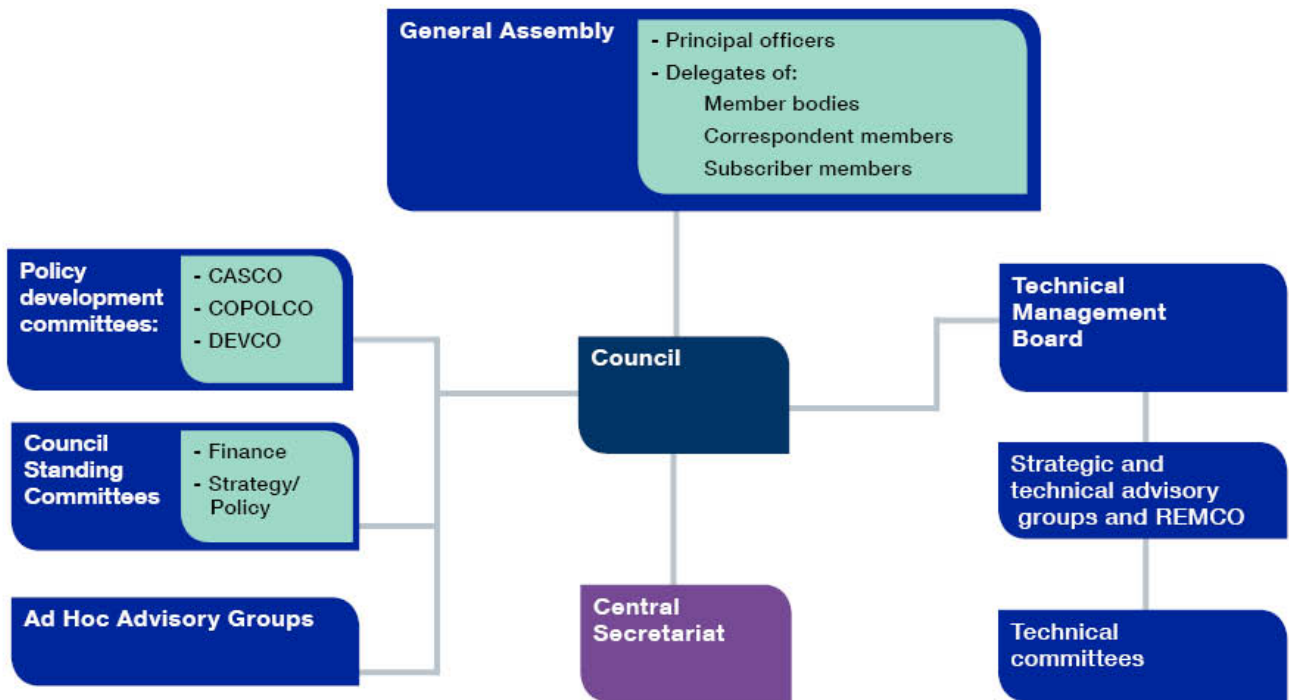 General Assembly
- Principal officers
- Delegates of:
Member bodies
Correspondent members
Subscriber members
Policy
development
committees:
- CASCO
- COPOLCO
- DEVCO
Council
Standing
Committees
- Finance
- Strategy/
Policy
Ad Hoc Advisory Groups
Council
Central
Secretariat
Technical
Management
Board
Strategic and
technical advisory
groups and REMCO
Technical
committees